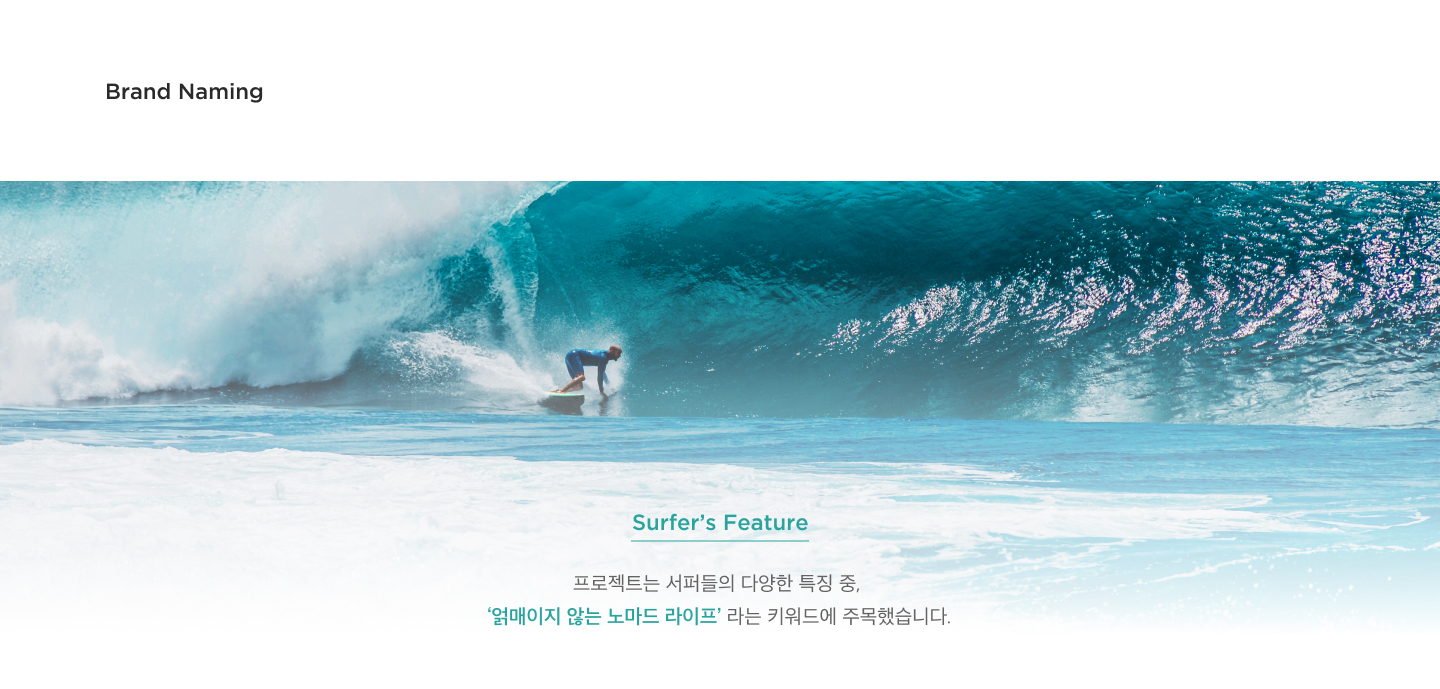 Brand Naming
Surfer’s Feature
프로젝트는 서퍼들의 다양한 특징 중,
‘얽매이지 않는 노마드 라이프’ 라는 키워드에 주목했습니다.